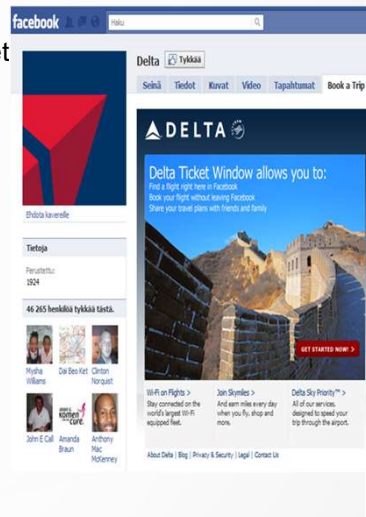 et
facebook
Haku
Delta Tykkää
Seinä Tiedot Kuvat Video Tapahtumat Book a Trip
DELTA
Delta Ticket Window allows you to:
Find a flight right here in Facebook
Book your flight without leaving Facebook
Share your travel plans with friends and family
GET STARTED NOW! >
Wi-Fi on Flights >
Stay connected on the
world's largest Wi-Fi
equipped fleet.
Join Skymiles >
And earn miles every day
when you fly, shop and
more.
Delta Sky Priority™ >
All of our services,
designed to speed your
trip through the airport.
About Delta | Blog | Privacy & Security | Legal | Contact Us
Ehdota kavereille
Tietoja
Perustettu:
1924
46 265 henkilöä tykkää tästä.
Mysha
Williams
Dai Beo Ket
Clinton
Norquist
komen
cure.
John E Call
Amanda
Braun
Anthony
Mac
McKenney